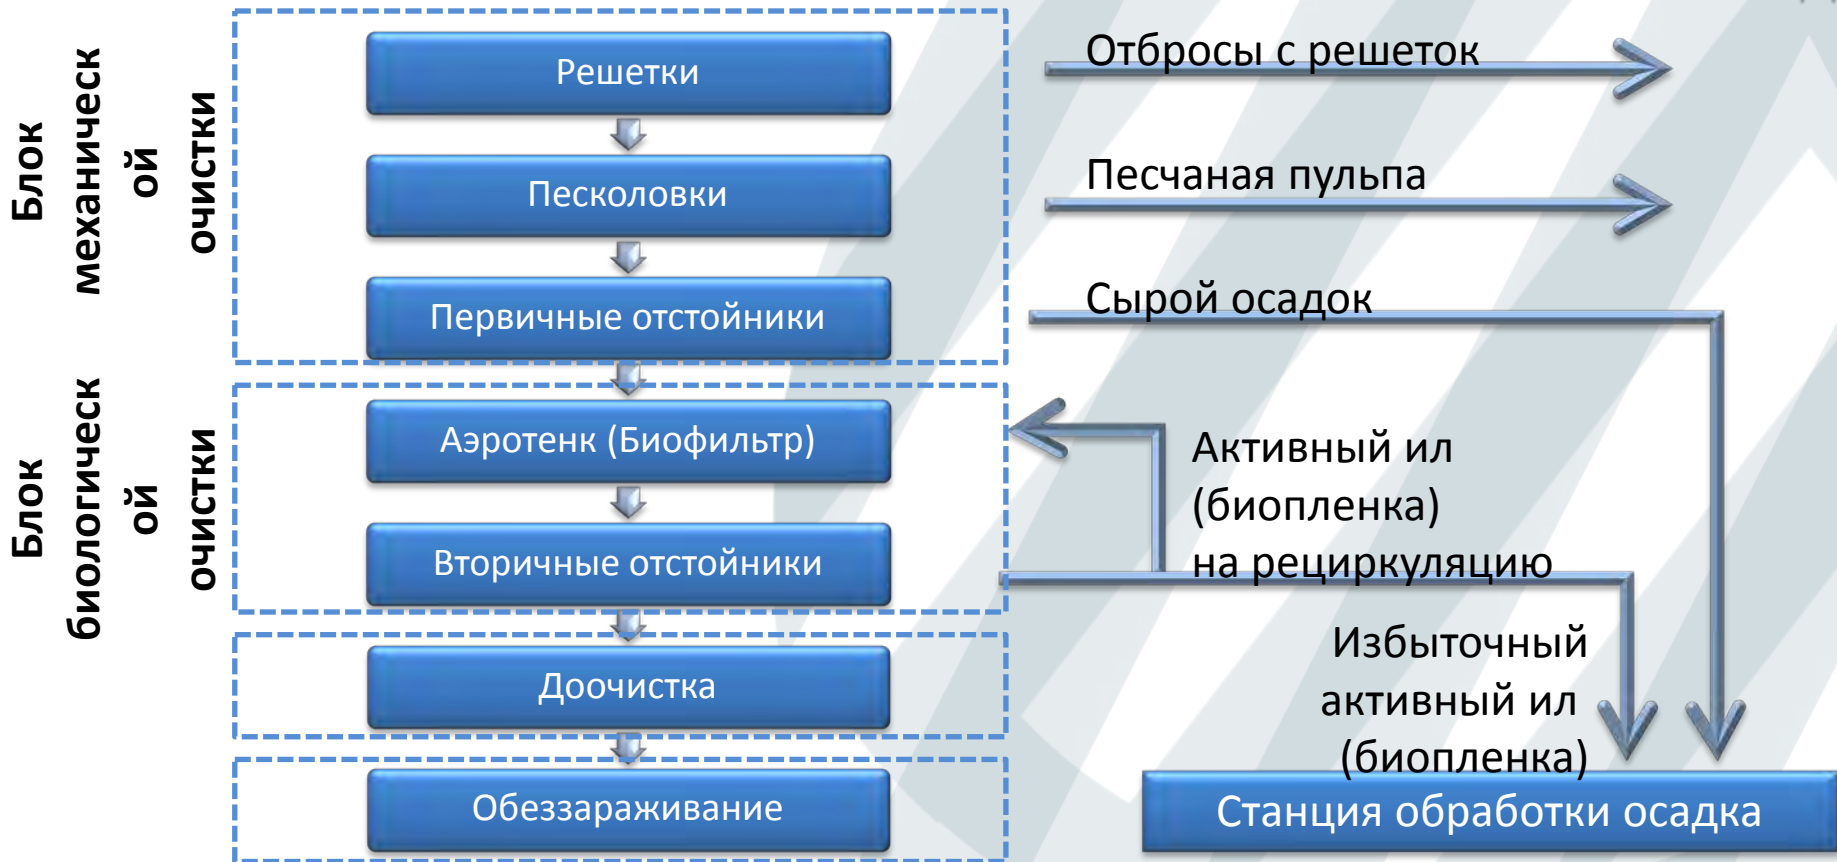 Блок
механическ
ой
очистки
Решетки
Отбросы с решеток
Песколовки
Песчаная пульпа
Первичные отстойники
Сырой осадок
Блок
биологическ
ой
очистки
Аэротенк (Биофильтр)
Активный ил
(биопленка)
на рециркуляцию
Вторичные отстойники
Избыточный
активный ил
(биопленка)
Доочистка
Обеззараживание
Станция обработки осадка